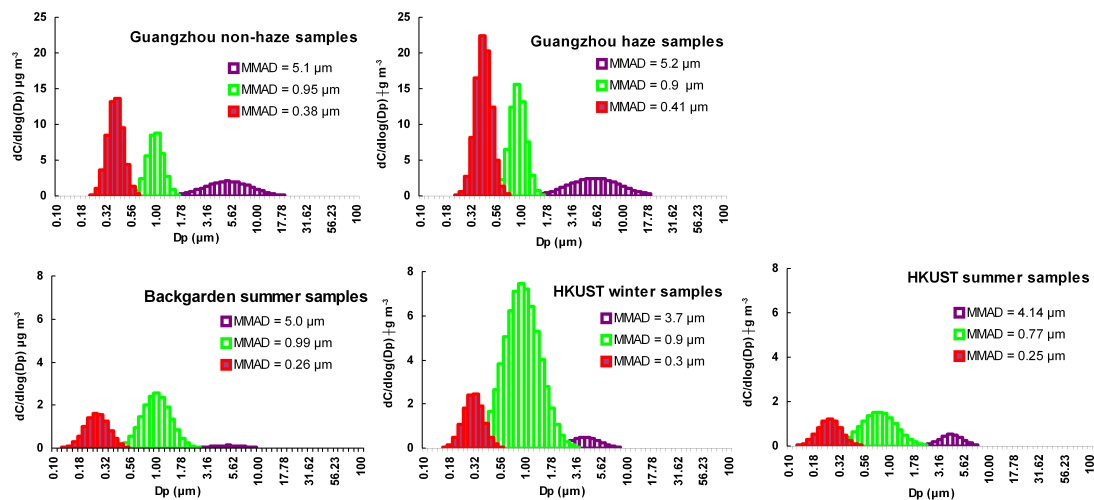 Guangzhou non-haze samples
MMAD = 5.1 µm
MMAD = 0.95 µm
MMAD = 0.38 µm
dC/dlog(Dp) µg m⁻³
25
20
15
10
5
0
0.10 0.18 0.32 0.56 1.00 1.78 3.16 5.62 10.00 17.78 31.62 56.23 100
Dp (µm)
Guangzhou haze samples
MMAD = 5.2 µm
MMAD = 0.9 µm
MMAD = 0.41 µm
dC/dlog(Dp) ┼g m⁻³
25
20
15
10
5
0
0.10 0.18 0.32 0.56 1.00 1.78 3.16 5.62 10.00 17.78 31.62 56.23 100
Dp (µm)
Backgarden summer samples
MMAD = 5.0 µm
MMAD = 0.99 µm
MMAD = 0.26 µm
dC/dlog(Dp) µg m⁻³
8
6
4
2
0
0.10 0.18 0.32 0.56 1.00 1.78 3.16 5.62 10.00 17.78 31.62 56.23 100
Dp (µm)
HKUST winter samples
MMAD = 3.7 µm
MMAD = 0.9 µm
MMAD = 0.3 µm
dC/dlog(Dp) ┼g m⁻³
8
6
4
2
0
0.10 0.18 0.32 0.56 1.00 1.78 3.16 5.62 10.00 17.78 31.62 56.23 100
Dp (µm)
HKUST summer samples
MMAD = 4.14 µm
MMAD = 0.77 µm
MMAD = 0.25 µm
dC/dlog(Dp) ┼g m⁻³
8
6
4
2
0
0.10 0.18 0.32 0.56 1.00 1.78 3.16 5.62 10.00 17.78 31.62 56.23 100
Dp (µm)